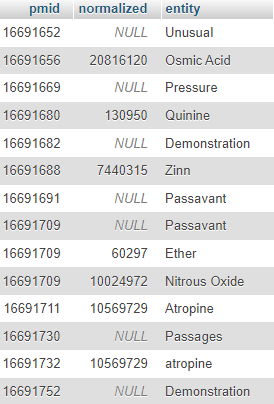 pmid normalized entity
16691652 NULL Unusual
16691656 20816120 Osmic Acid
16691669 NULL Pressure
16691680 130950 Quinine
16691682 NULL Demonstration
16691688 7440315 Zinn
16691691 NULL Passavant
16691709 NULL Passavant
16691709 60297 Ether
16691709 10024972 Nitrous Oxide
16691711 10569729 Atropine
16691730 NULL Passages
16691732 10569729 atropine
16691752 NULL Demonstration